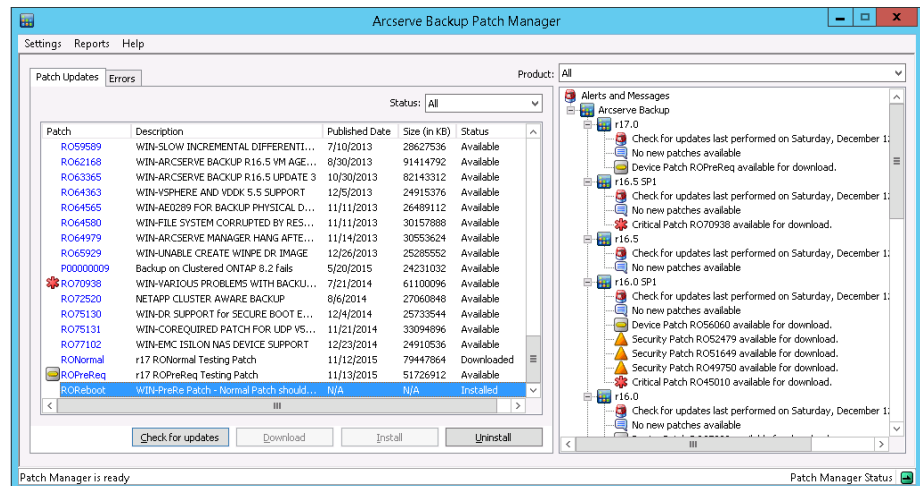 Arcserve Backup Patch Manager
Settings Reports Help
Patch Updates Errors
Product: All
Status: All
Patch Description Published Date Size (in KB) Status
RO59589 WIN-SLOW INCREMENTAL DIFFERENTI... 7/10/2013 28627536 Available
RO62168 WIN-ARCSERVE BACKUP R16.5 VM AGE... 8/30/2013 91414792 Available
RO63365 WIN-ARCSERVE BACKUP R16.5 UPDATE 3 10/30/2013 82143312 Available
RO64363 WIN-VSPHERE AND VDDK 5.5 SUPPORT 12/5/2013 24915376 Available
RO64565 WIN-AE0289 FOR BACKUP PHYSICAL D... 11/11/2013 26489112 Available
RO64580 WIN-FILE SYSTEM CORRUPTED BY RES... 11/11/2013 30157888 Available
RO64979 WIN-ARCSERVE MANAGER HANG AFTE... 11/14/2013 30553624 Available
RO65929 WIN-UNABLE CREATE WINPE DR IMAGE 12/26/2013 25285552 Available
P00000009 Backup on Clustered ONTAP 8.2 fails 5/20/2015 24231032 Available
RO70938 WIN-VARIOUS PROBLEMS WITH BACKU... 7/21/2014 61100096 Available
RO72520 NETAPP CLUSTER AWARE BACKUP 8/6/2014 27060848 Available
RO75130 WIN-DR SUPPORT for SECURE BOOT E... 12/4/2014 25733544 Available
RO75131 WIN-COREQUIRED PATCH FOR UDP V5... 11/21/2014 33094896 Available
RO77102 WIN-EMC ISILON NAS DEVICE SUPPORT 12/23/2014 24910536 Available
RONormal r17 RONormal Testing Patch 11/12/2015 79447864 Downloaded
ROPreReq r17 ROPreReq Testing Patch 11/13/2015 51726912 Available
ROReboot WIN-PreRe Patch - Normal Patch should... N/A N/A Installed
Check for updates Download Install Uninstall
Alerts and Messages
Arcserve Backup
r17.0
Check for updates last performed on Saturday, December 1
No new patches available
Device Patch ROPreReq available for download.
r16.5 SP1
Check for updates last performed on Saturday, December 1
No new patches available
Critical Patch RO70938 available for download.
r16.5
Check for updates last performed on Saturday, December 1
No new patches available
r16.0 SP1
Check for updates last performed on Saturday, December 1
No new patches available
Device Patch RO56060 available for download.
Security Patch RO52479 available for download.
Security Patch RO51649 available for download.
Security Patch RO49750 available for download.
Critical Patch RO45010 available for download.
r16.0
Check for updates last performed on Saturday, December 1
No new patches available
Patch Manager is ready
Patch Manager Status